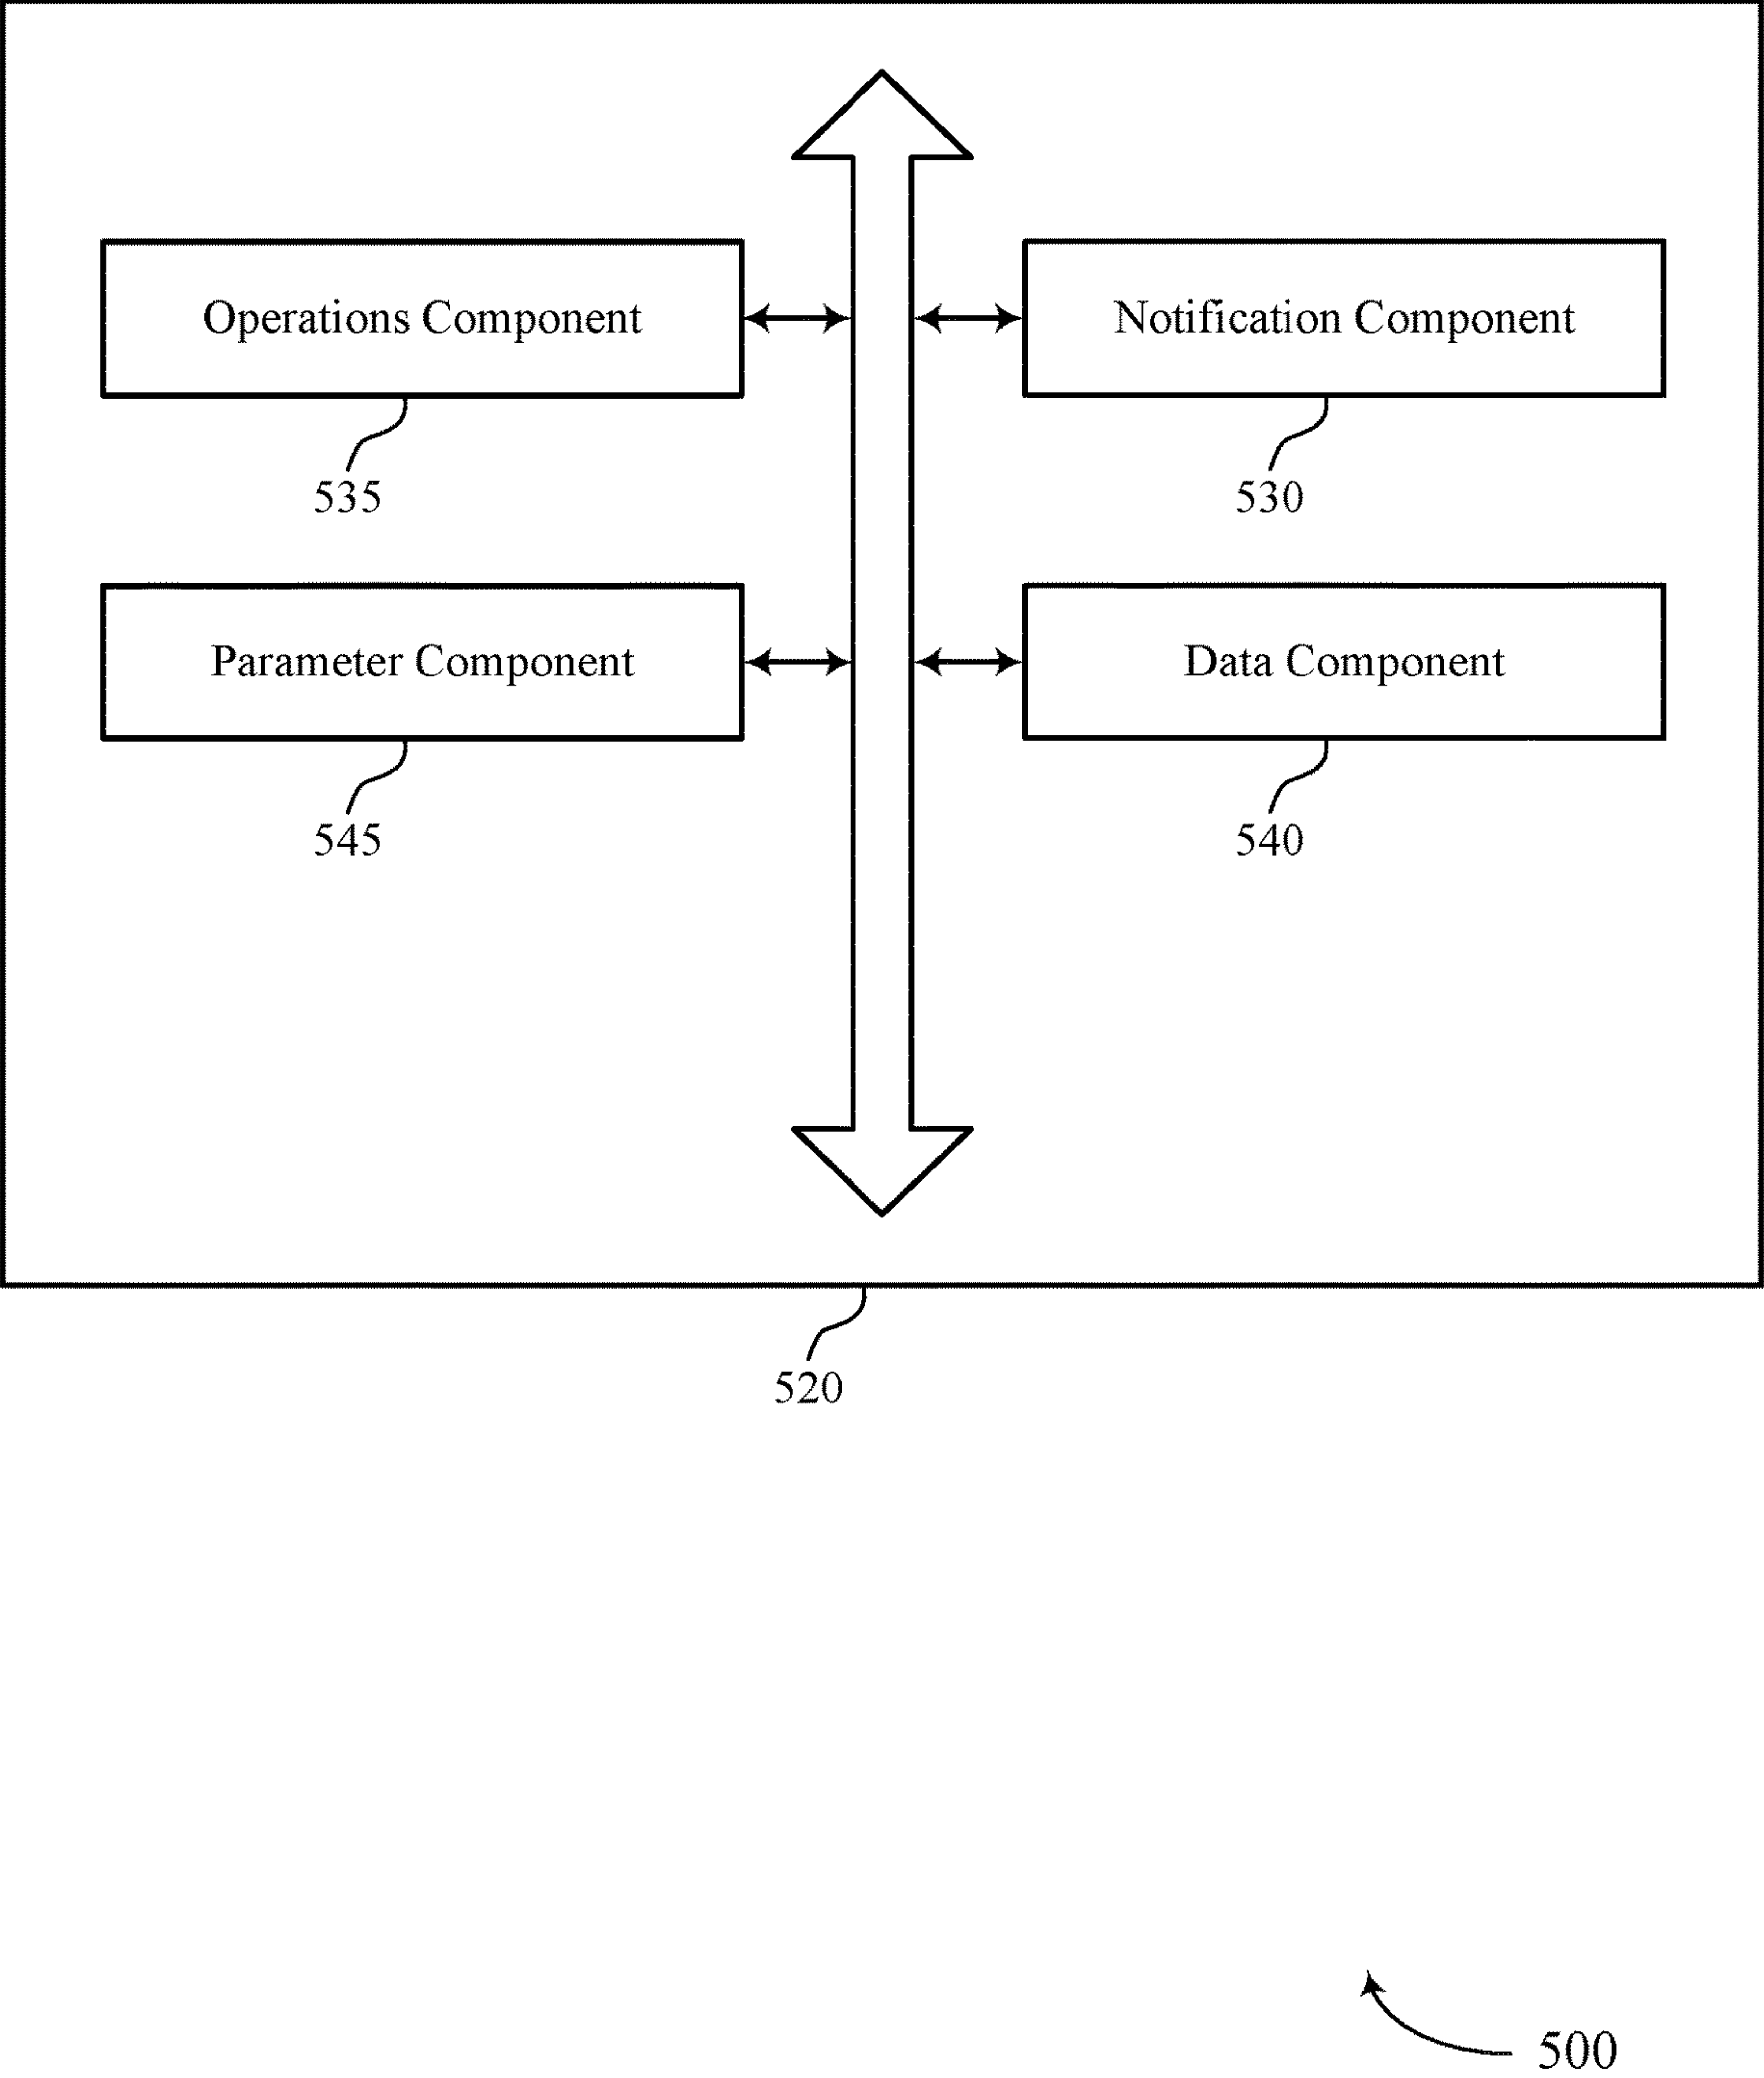 Operations Component
Notification Component
535
530
Parameter Component
Data Component
545
540
520
500